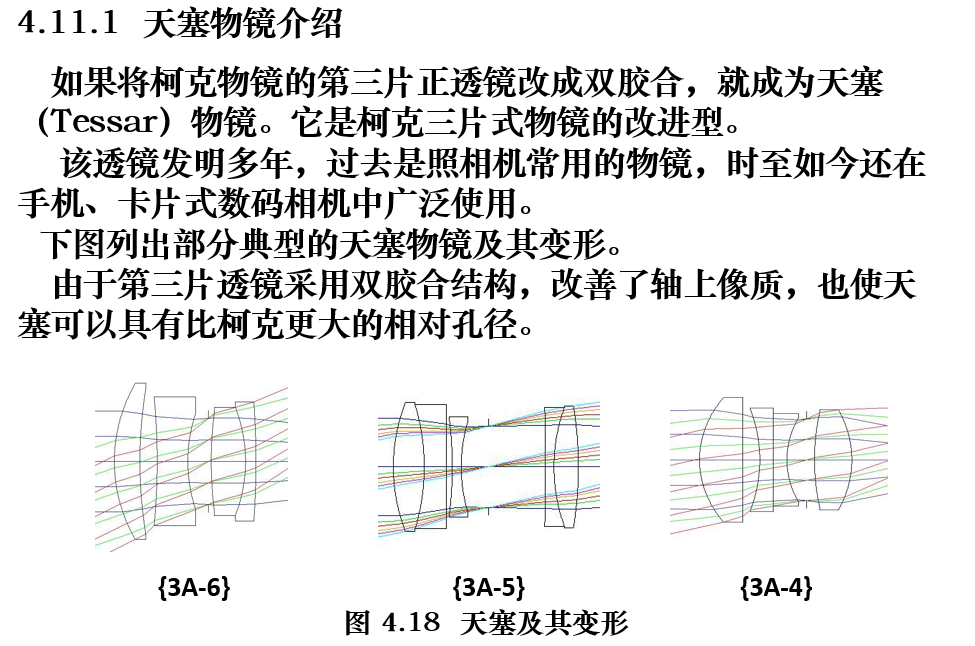 4.11.1 天塞物镜介绍
如果将柯克物镜的第三片正透镜改成双胶合，就成为天塞
（Tessar）物镜。它是柯克三片式物镜的改进型。
该透镜发明多年，过去是照相机常用的物镜，时至如今还在
手机、卡片式数码相机中广泛使用。
下图列出部分典型的天塞物镜及其变形。
由于第三片透镜采用双胶合结构，改善了轴上像质，也使天
塞可以具有比柯克更大的相对孔径。
{3A-6} {3A-5} {3A-4}
图 4.18 天塞及其变形